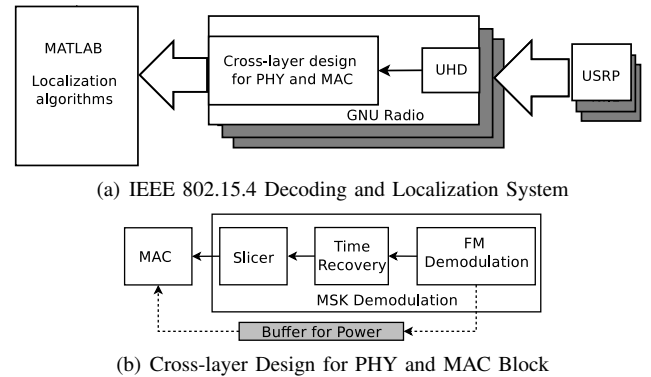 MATLAB
Localization
algorithms
Cross-layer design
for PHY and MAC
UHD
GNU Radio
USRP
(a) IEEE 802.15.4 Decoding and Localization System
MAC
Slicer
Time
Recovery
FM
Demodulation
MSK Demodulation
Buffer for Power
(b) Cross-layer Design for PHY and MAC Block